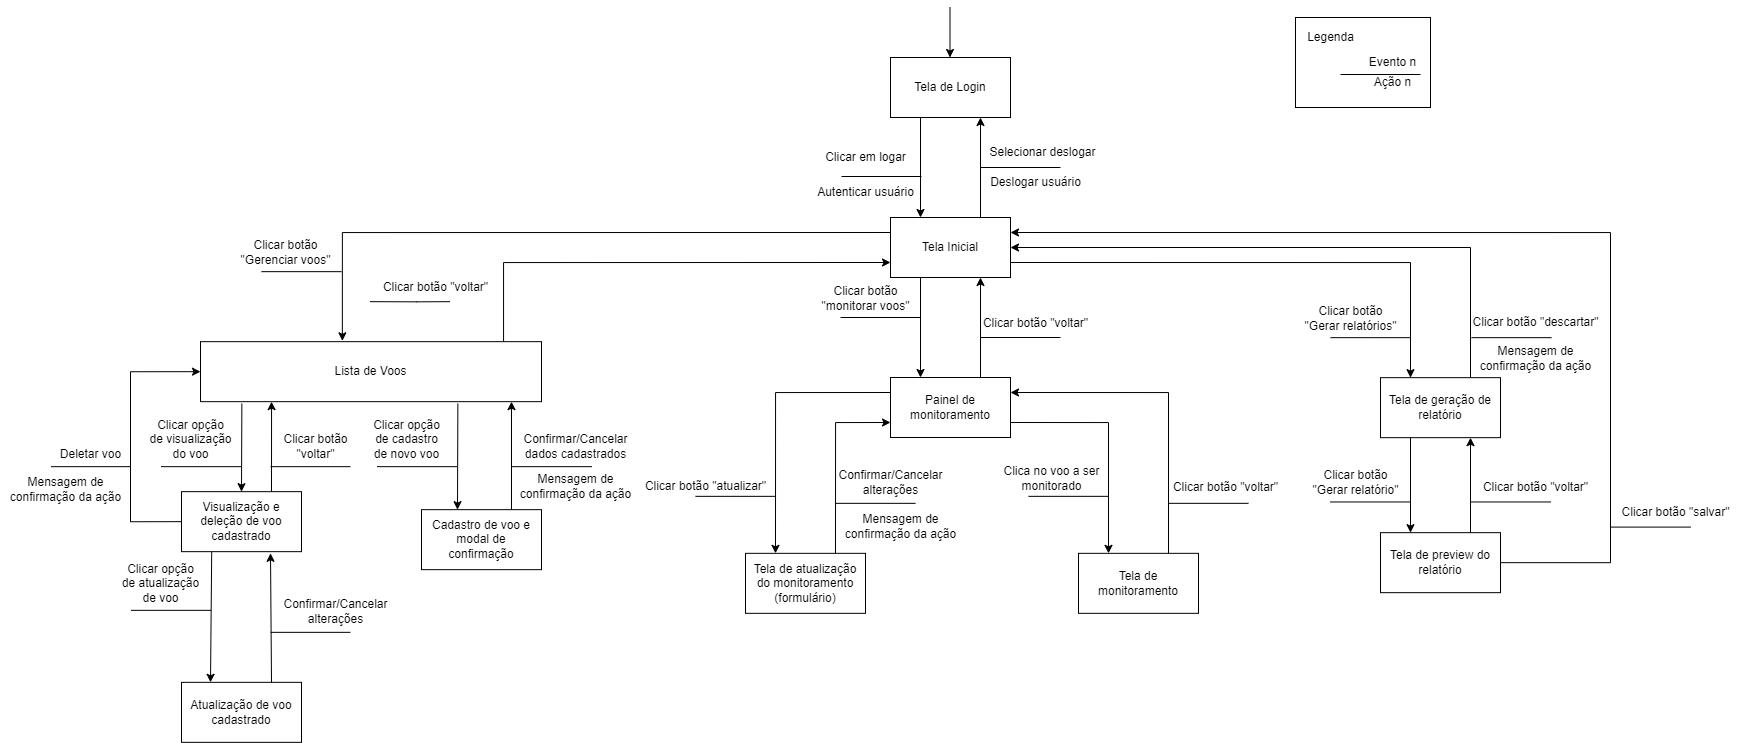 Legenda
Evento n
Ação n
Tela de Login
Clicar em logar
Autenticar usuário
Selecionar deslogar
Deslogar usuário
Tela Inicial
Clicar botão
"Gerenciar voos"
Clicar botão "voltar"
Clicar botão
"monitorar voos"
Clicar botão "voltar"
Clicar botão
"Gerar relatórios"
Clicar botão "descartar"
Mensagem de
confirmação da ação
Lista de Voos
Painel de
monitoramento
Tela de geração de
relatório
Deletar voo
Mensagem de
confirmação da ação
Clicar opção
de visualização
do voo
Clicar botão
"voltar"
Clicar opção
de cadastro
de novo voo
Confirmar/Cancelar
dados cadastrados
Mensagem de
confirmação da ação
Clicar botão "atualizar"
Confirmar/Cancelar
alterações
Mensagem de
confirmação da ação
Clica no voo a ser
monitorado
Clicar botão "voltar"
Clicar botão
"Gerar relatório"
Clicar botão "voltar"
Clicar botão "salvar"
Visualização e
deleção de voo
cadastrado
Cadastro de voo e
modal de
confirmação
Tela de atualização
do monitoramento
(formulário)
Tela de
monitoramento
Tela de preview do
relatório
Clicar opção
de atualização
de voo
Confirmar/Cancelar
alterações
Atualização de voo
cadastrado